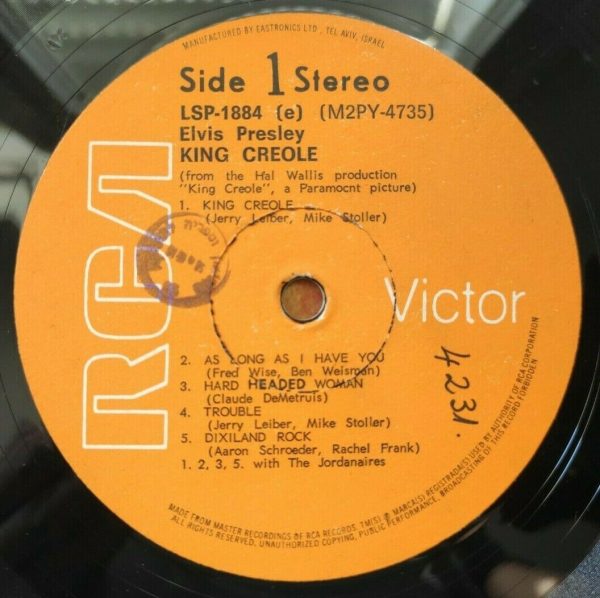 MANUFACTURED BY EASTRONICS LTD., TEL AVIV, ISRAEL
Side 1 Stereo
LSP-1884 (e) (M2PY-4735)
Elvis Presley
KING CREOLE
(from the Hal Wallis production
"King Creole", a Paramocnt picture)
1. KING CREOLE
(Jerry Leiber, Mike Stoller)
RCA
Victor
2. AS LONG AS I HAVE YOU
(Fred Wise, Ben Weisman)
3. HARD HEADED WOMAN
(Claude DeMetruis)
4. TROUBLE
(Jery Leiber, Mike Stoller)
5. DIXILAND ROCK
(Aaron Schroeder, Rachel Frank)
1, 2, 3, 5. with The Jordanaires
4231.
MADE FROM MASTER RECORDINGS OF RCA RECORDS. TM(S) ® MARCA(S) REGISTRADA(S) USED BY AUTHORITY OF RCA CORPORATION
ALL RIGHTS RESERVED. UNAUTHORIZED COPYING, PUBLIC PERFORMANCE, BROADCASTING OF THIS RECORD FORBIDDEN